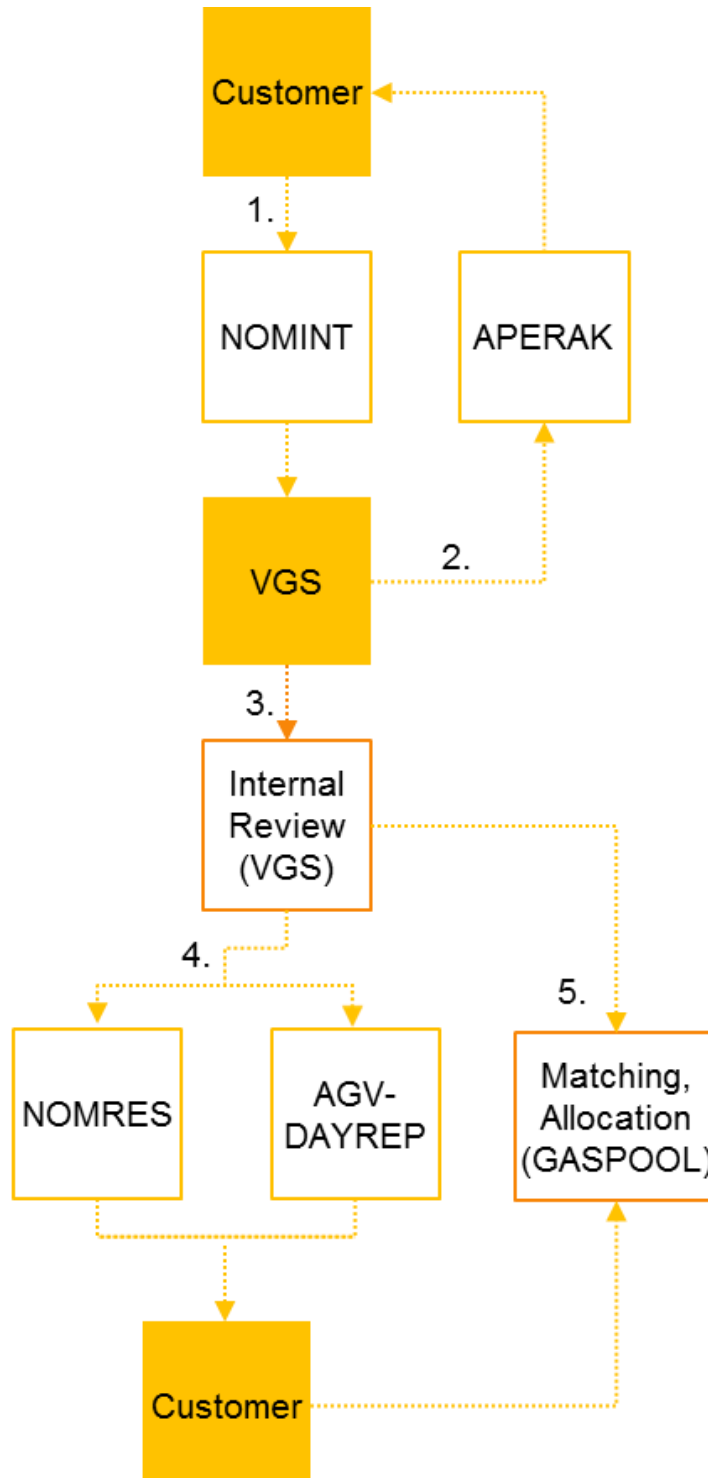 Customer
1.
NOMINT
APERAK
VGS
2.
3.
Internal
Review
(VGS)
4.
5.
NOMRES
AGV-
DAYREP
Matching,
Allocation
(GASPOOL)
Customer